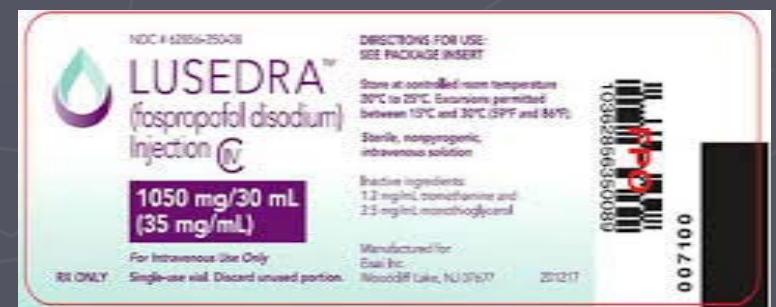 NDC # 62856-350-08
LUSEDRA™
(fospropofol disodium)
Injection CIV
1050 mg/30 mL
(35 mg/mL)
For Intravenous Use Only
RX ONLY
Single-use vial. Discard unused portion.
DIRECTIONS FOR USE:
SEE PACKAGE INSERT
Store at controlled room temperature
20°C to 25°C. Excursions permitted
between 15°C and 30°C (59°F and 86°F).
Sterile, nonpyrogenic,
intravenous solution
Inactive ingredients:
1.2 mg/mL tromethamine and
2.5 mg/mL monothioglycerol
Manufactured for
Eisai Inc.
Woodcliff Lake, NJ 07677
201217
FPO
007100